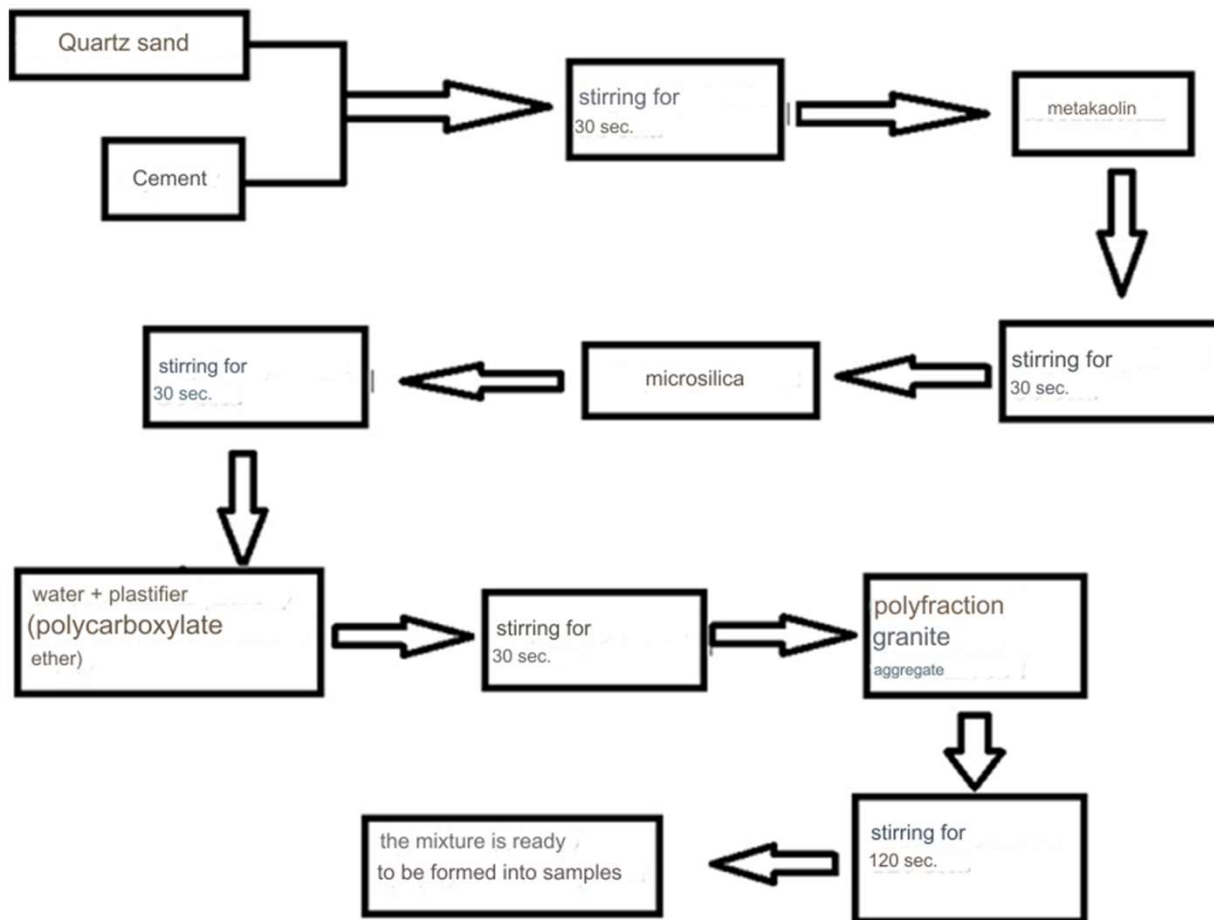 Quartz sand
Cement
stirring for
30 sec.
metakaolin
stirring for
30 sec.
microsilica
stirring for
30 sec.
water + plastifier
(polycarboxylate
ether)
stirring for
30 sec.
polyfraction
granite
aggregate
stirring for
120 sec.
the mixture is ready
to be formed into samples